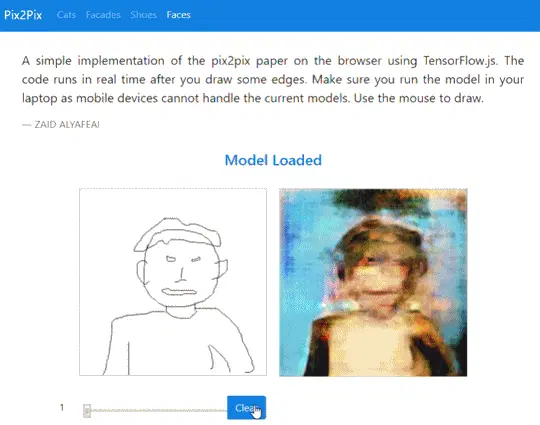 Pix2Pix Cats Facades Shoes Faces
A simple implementation of the pix2pix paper on the browser using TensorFlow.js. The
code runs in real time after you draw some edges. Make sure you run the model in your
laptop as mobile devices cannot handle the current models. Use the mouse to draw.
— ZAID ALYAFEAI
Model Loaded
1 Clear